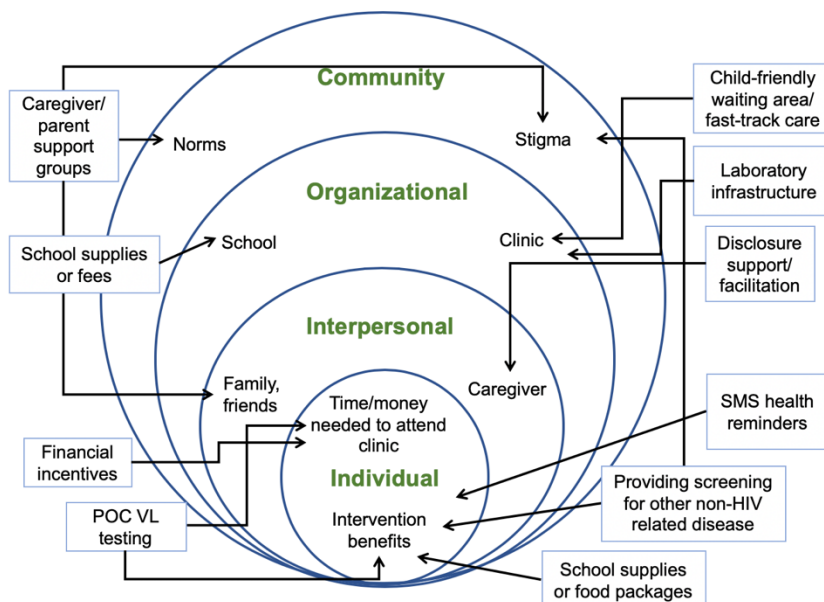 Community
Child-friendly
waiting area/
fast-track care
Caregiver/
parent
support
groups
Norms
Stigma
Laboratory
infrastructure
Organizational
School supplies
or fees
School
Clinic
Disclosure
support/
facilitation
Interpersonal
Family,
friends
Caregiver
Time/money
needed to attend
clinic
SMS health
reminders
Financial
incentives
Individual
Providing screening
for other non-HIV
related disease
POC VL
testing
Intervention
benefits
School supplies
or food packages